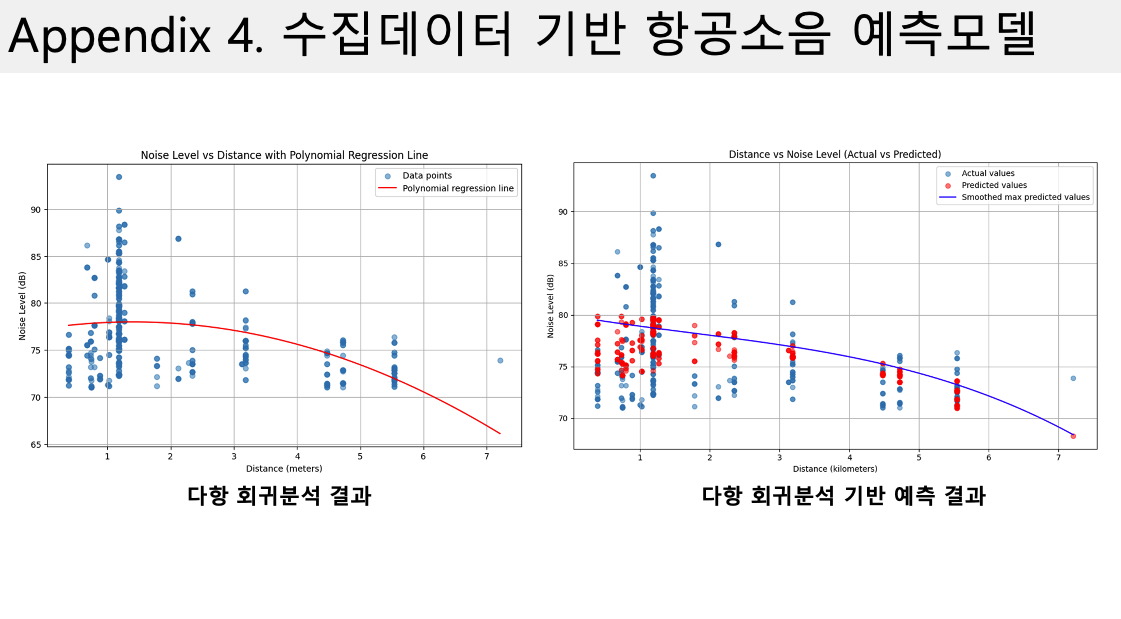 Appendix 4. 수집데이터 기반 항공소음 예측모델
Noise Level vs Distance with Polynomial Regression Line
Data points
Polynomial regression line
Noise Level (dB)
90
85
80
75
70
65
1 2 3 4 5 6 7
Distance (meters)
다항 회귀분석 결과
Distance vs Noise Level (Actual vs Predicted)
Actual values
Predicted values
Smoothed max predicted values
Noise Level (dB)
90
85
80
75
70
1 2 3 4 5 6 7
Distance (kilometers)
다항 회귀분석 기반 예측 결과